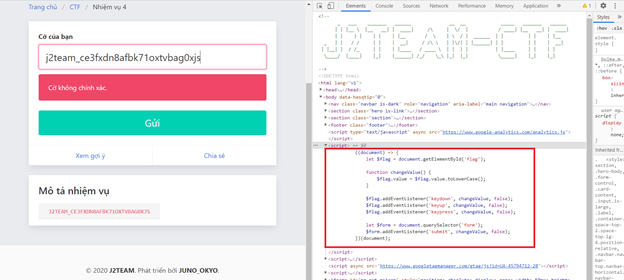 Trang chủ / CTF / Nhiệm vụ 4
Cờ của bạn
j2team_ce3fxdn8afbk71oxtvbag0xjs
Cờ không chính xác.
Gửi
Xem gợi ý
Chia sẻ
Mô tả nhiệm vụ
J2TEAM_CE3FXDN8AFBK71OXTVBAG0XJS
© 2020 J2TEAM. Phát triển bởi JUNO_OKYO.
Elements Console Sources Network Performance Memory Application
<!--
-->
<!DOCTYPE html>
<html lang="vi">
<head>…</head>
<body data-hasqtip="0">
<nav class="navbar is-dark" role="navigation" aria-label="main navigation">…</nav>
<section class="hero is-link">…</section>
<section class="section">…</section>
<footer class="footer">…</footer>
<script type="text/javascript" async src="https://www.google-analytics.com/analytics.js">
</script>
<script> == $0
((document) => {
let $flag = document.getElementById('flag');
function changeValue() {
$flag.value = $flag.value.toLowerCase();
}
$flag.addEventListener('keydown', changeValue, false);
$flag.addEventListener('keyup', changeValue, false);
$flag.addEventListener('keypress', changeValue, false);
let $form = document.querySelector('form');
$form.addEventListener('submit', changeValue, false);
})(document);
</script>
<script>…</script>
<script async src="https://www.googletagmanager.com/gtag/js?id=UA-45794712-28"></script>
<script>…</script>
Styles
Filter
element.
style {
}
::before {
}
Inherited fr